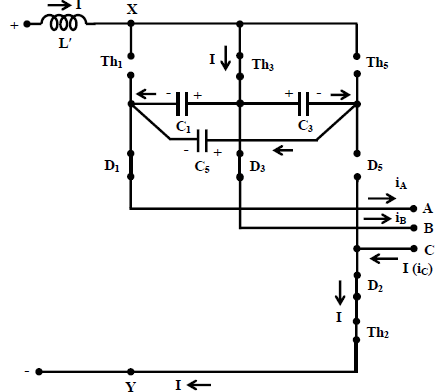 I X
+
L'
Th1 I Th3 Th5
- + + -
C1 C3
- +
D1 C5 D3 D5
iA
A
iB
B
C
I (iC)
D2
I
Th2
-
Y I